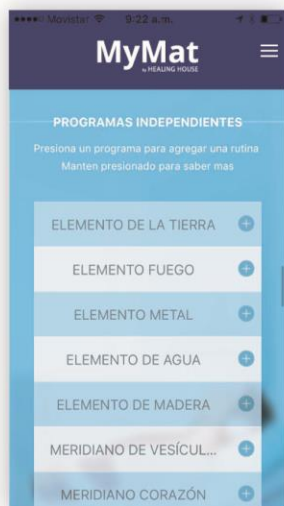 Movistar 9:22 a.m.
MyMat
by HEALING HOUSE
PROGRAMAS INDEPENDIENTES
Presiona un programa para agregar una rutina
Manten presionado para saber mas
ELEMENTO DE LA TIERRA
ELEMENTO FUEGO
ELEMENTO METAL
ELEMENTO DE AGUA
ELEMENTO DE MADERA
MERIDIANO DE VESÍCUL...
MERIDIANO CORAZÓN